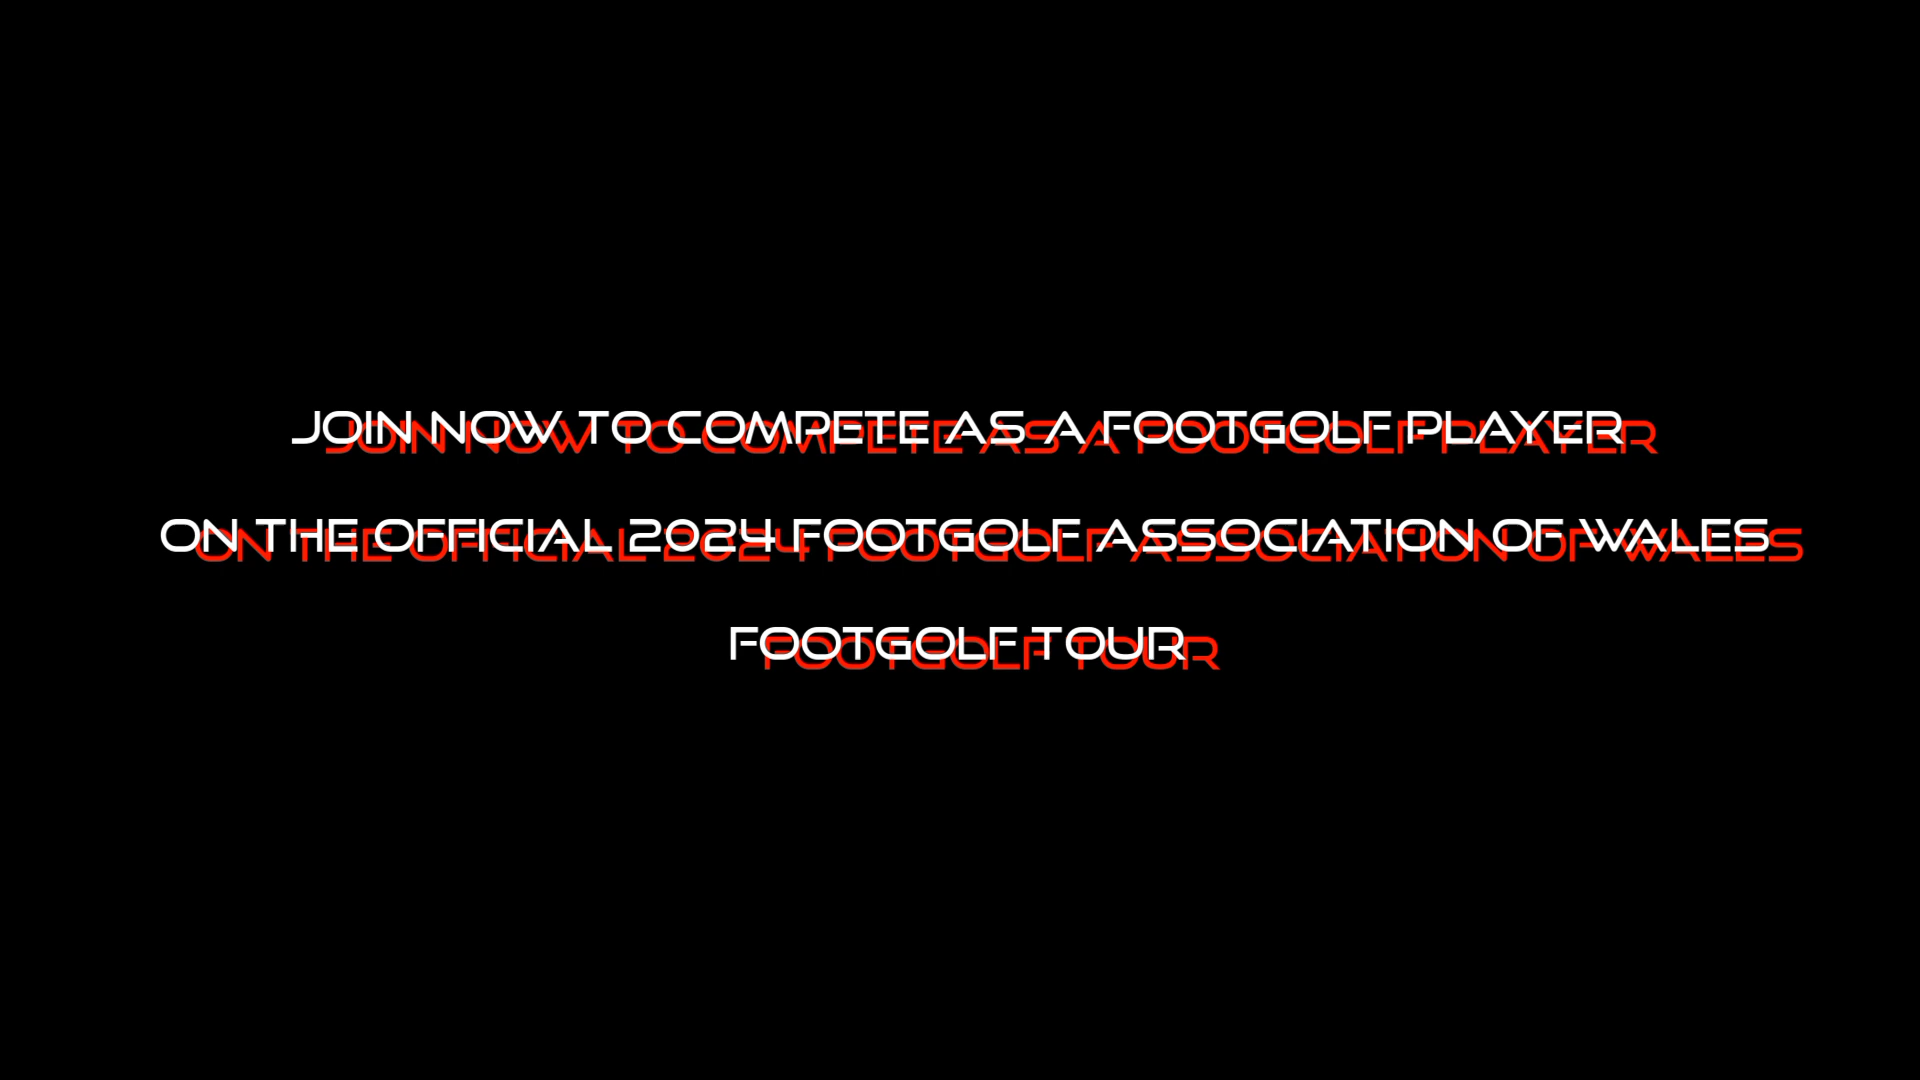 JOIN NOW TO COMPETE AS A FOOTGOLF PLAYER
ON THE OFFICIAL 2024 FOOTGOLF ASSOCIATION OF WALES
FOOTGOLF TOUR